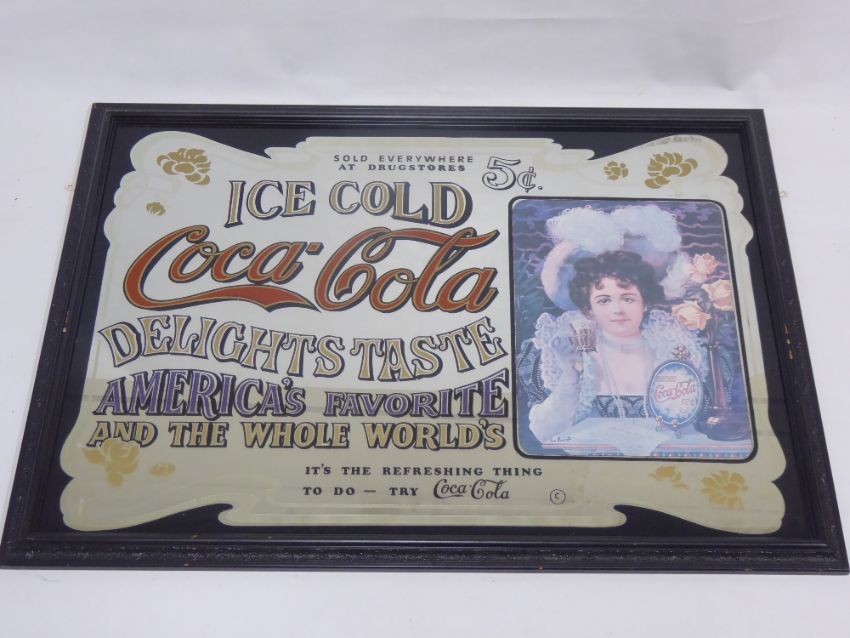 SOLD EVERYWHERE
AT DRUGSTORES
5¢.
ICE COLD
Coca-Cola
DELIGHTS TASTE
AMERICA'S FAVORITE
AND THE WHOLE WORLD'S
IT'S THE REFRESHING THING
TO DO — TRY Coca-Cola
©
Coca-Cola
5¢